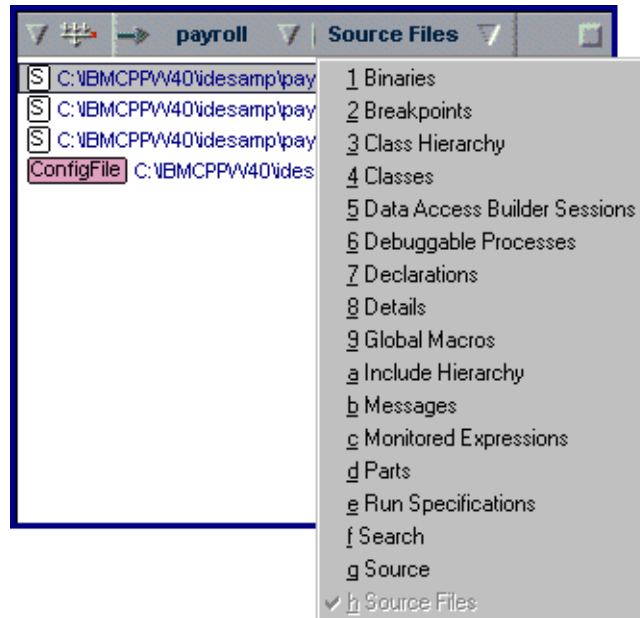 payroll Source Files
S C:\IBMCPPW40\idesamp\pay
S C:\IBMCPPW40\idesamp\pay
S C:\IBMCPPW40\idesamp\pay
ConfigFile C:\IBMCPPW40\ides
1 Binaries
2 Breakpoints
3 Class Hierarchy
4 Classes
5 Data Access Builder Sessions
6 Debuggable Processes
7 Declarations
8 Details
9 Global Macros
a Include Hierarchy
b Messages
c Monitored Expressions
d Parts
e Run Specifications
f Search
g Source
h Source Files